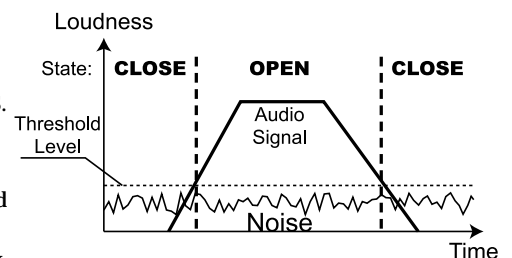 Loudness
State: CLOSE OPEN CLOSE
Audio
Signal
Threshold
Level
Noise
Time